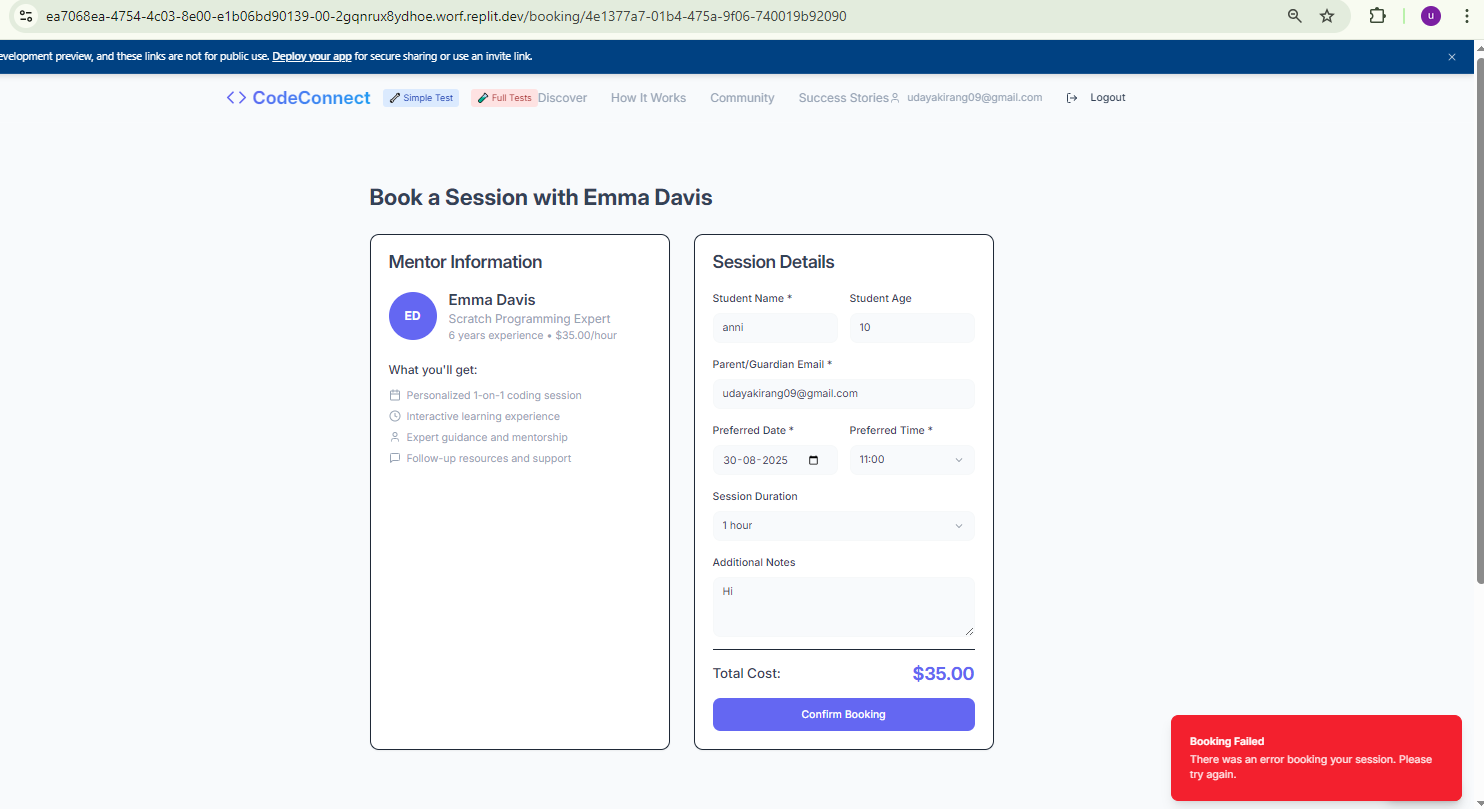 ea7068ea-4754-4c03-8e00-e1b06bd90139-00-2gqnrux8ydhoe.worf.replit.dev/booking/4e1377a7-01b4-475a-9f06-740019b92090
u
evelopment preview, and these links are not for public use. Deploy your app for secure sharing or use an invite link.
CodeConnect Simple Test Full Tests Discover How It Works Community Success Stories udayakirang09@gmail.com Logout
Book a Session with Emma Davis
Mentor Information
ED
Emma Davis
Scratch Programming Expert
6 years experience • $35.00/hour
What you'll get:
Personalized 1-on-1 coding session
Interactive learning experience
Expert guidance and mentorship
Follow-up resources and support
Session Details
Student Name * Student Age
anni 10
Parent/Guardian Email *
udayakirang09@gmail.com
Preferred Date * Preferred Time *
30-08-2025 11:00
Session Duration
1 hour
Additional Notes
Hi
Total Cost: $35.00
Confirm Booking
Booking Failed
There was an error booking your session. Please
try again.